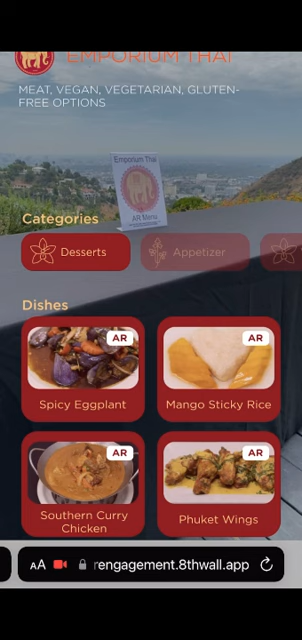 EMPORIUM THAI
MEAT, VEGAN, VEGETARIAN, GLUTEN-
FREE OPTIONS
Emporium Thai
AR Menu
Categories
Desserts
Appetizer
Dishes
AR
AR
Spicy Eggplant
Mango Sticky Rice
AR
AR
Southern Curry
Chicken
Phuket Wings
AA
rengagement.8thwall.app